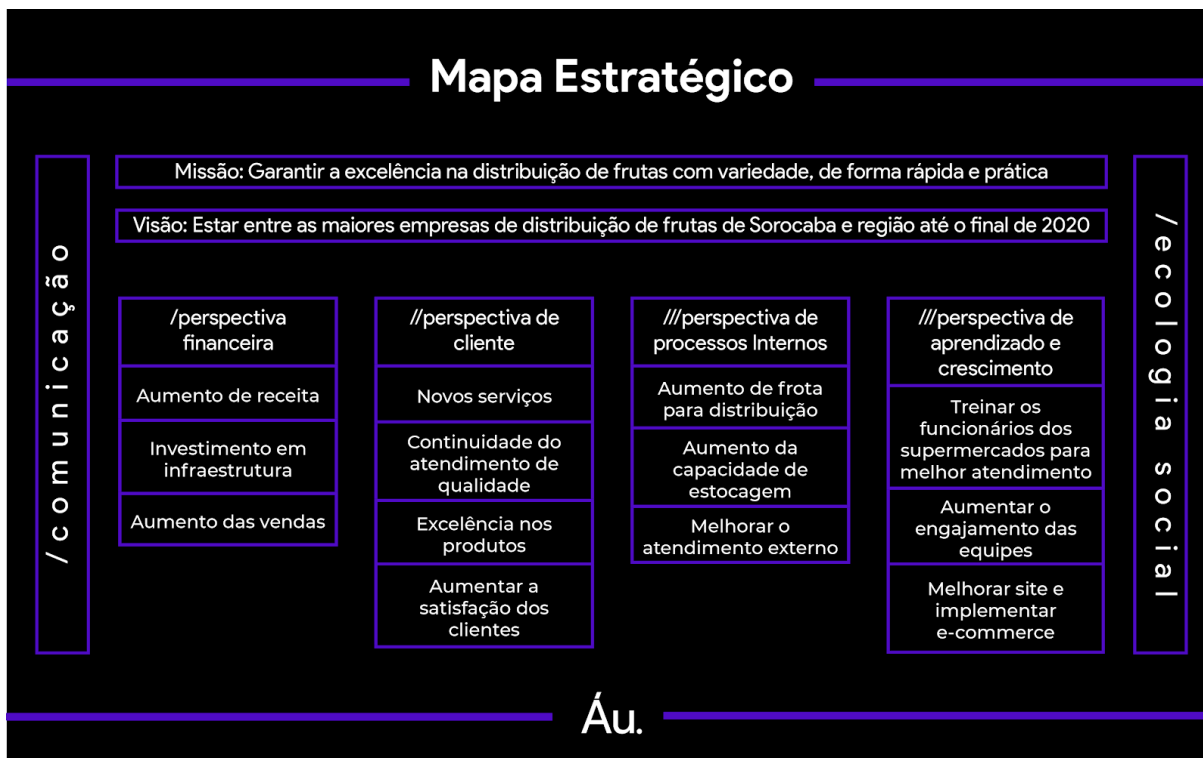 Mapa Estratégico
/comunicação
Missão: Garantir a excelência na distribuição de frutas com variedade, de forma rápida e prática
Visão: Estar entre as maiores empresas de distribuição de frutas de Sorocaba e região até o final de 2020
/perspectiva
financeira
Aumento de receita
Investimento em
infraestrutura
Aumento das vendas
//perspectiva de
cliente
Novos serviços
Continuidade do
atendimento de
qualidade
Excelência nos
produtos
Aumentar a
satisfação dos
clientes
///perspectiva de
processos Internos
Aumento de frota
para distribuição
Aumento da
capacidade de
estocagem
Melhorar o
atendimento externo
///perspectiva de
aprendizado e
crescimento
Treinar os
funcionários dos
supermercados para
melhor atendimento
Aumentar o
engajamento das
equipes
Melhorar site e
implementar
e-commerce
/ecologia social
Áu.